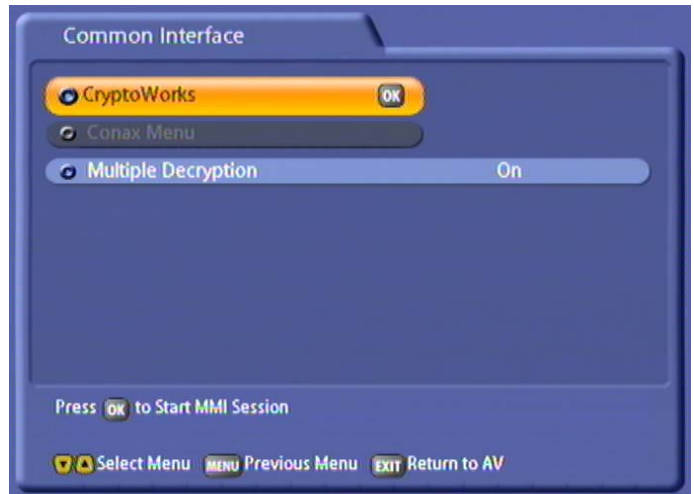 Common Interface
CryptoWorks OK
Conax Menu
Multiple Decryption On
Press OK to Start MMI Session
Select Menu MENU Previous Menu EXIT Return to AV